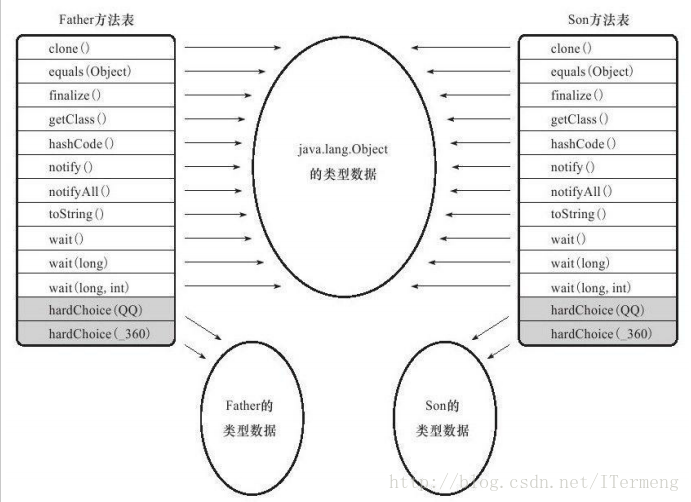 Father方法表
clone()
equals(Object)
finalize()
getClass()
hashCode()
notify()
notifyAll()
toString()
wait()
wait(long)
wait(long, int)
hardChoice(QQ)
hardChoice(_360)
java.lang.Object
的类型数据
Son方法表
clone()
equals(Object)
finalize()
getClass()
hashCode()
notify()
notifyAll()
toString()
wait()
wait(long)
wait(long, int)
hardChoice(QQ)
hardChoice(_360)
Father的
类型数据
Son的
类型数据
http://blog.csdn.net/ITermeng